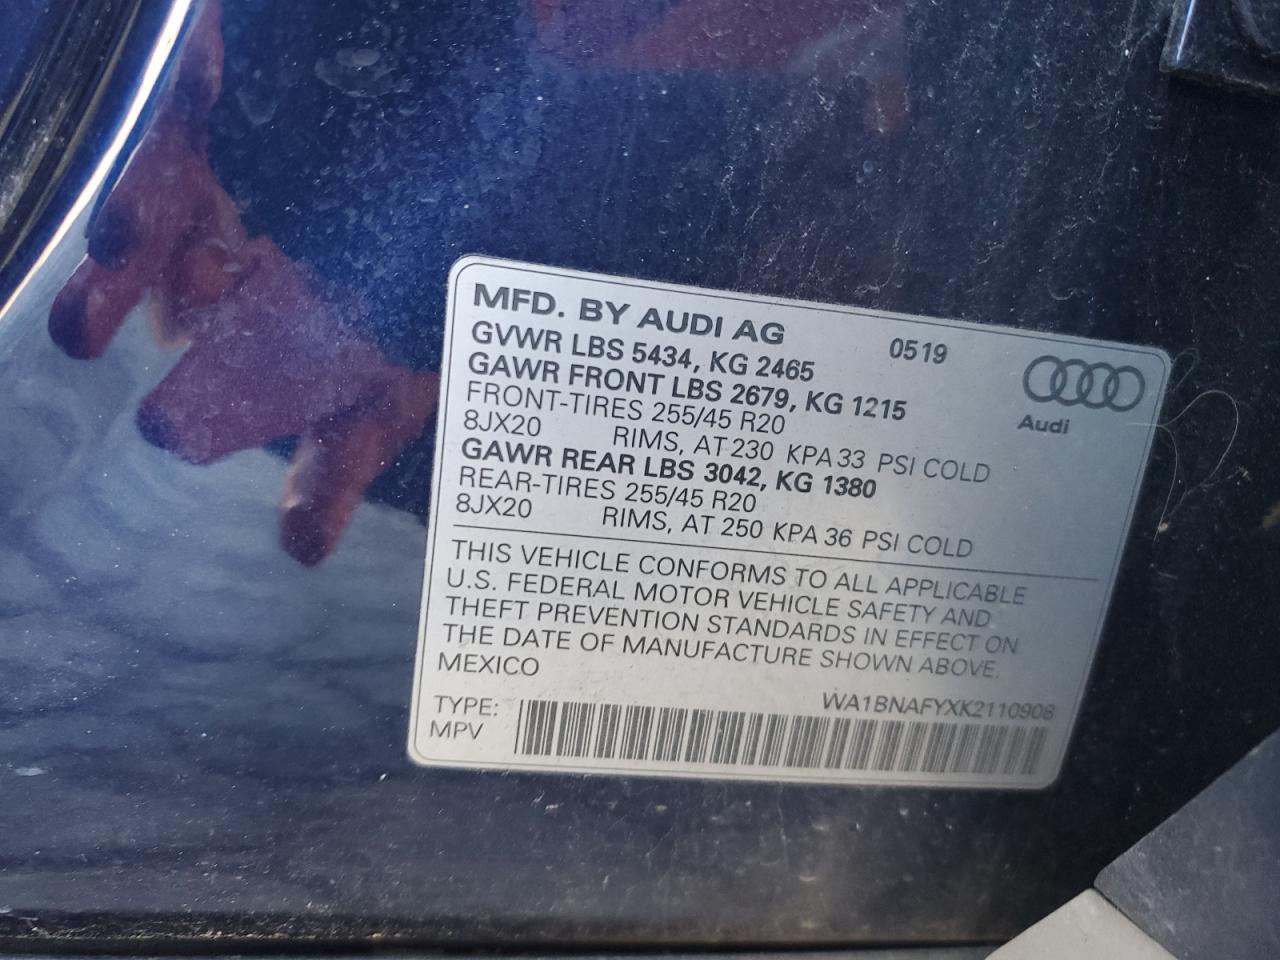 MFD. BY AUDI AG 0519
GVWR LBS 5434, KG 2465
GAWR FRONT LBS 2679, KG 1215
FRONT-TIRES 255/45 R20
8JX20 RIMS, AT 230 KPA 33 PSI COLD
GAWR REAR LBS 3042, KG 1380
REAR-TIRES 255/45 R20
8JX20 RIMS, AT 250 KPA 36 PSI COLD
Audi
THIS VEHICLE CONFORMS TO ALL APPLICABLE
U.S. FEDERAL MOTOR VEHICLE SAFETY AND
THEFT PREVENTION STANDARDS IN EFFECT ON
THE DATE OF MANUFACTURE SHOWN ABOVE.
MEXICO
WA1BNAFYXK2110908
TYPE:
MPV